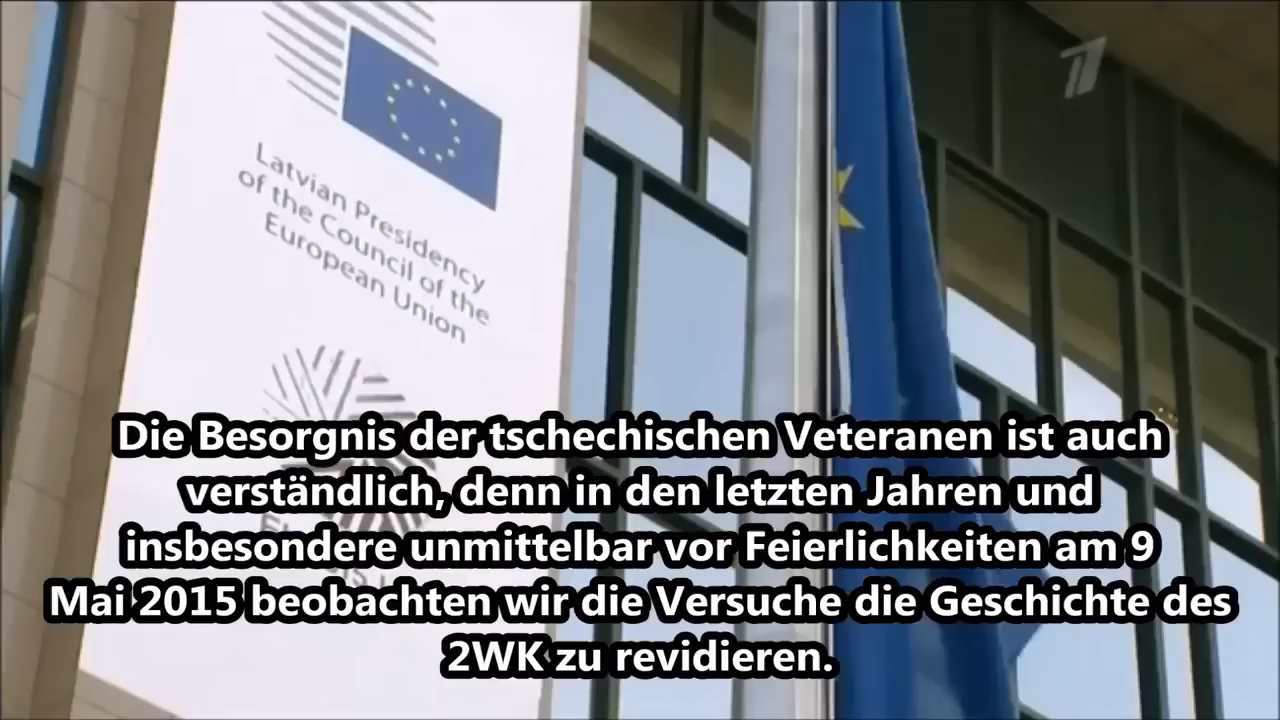 Latvian Presidency
of the Council of the
European Union
Die Besorgnis der tschechischen Veteranen ist auch
verständlich, denn in den letzten Jahren und
insbesondere unmittelbar vor Feierlichkeiten am 9
Mai 2015 beobachten wir die Versuche die Geschichte des
2WK zu revidieren.